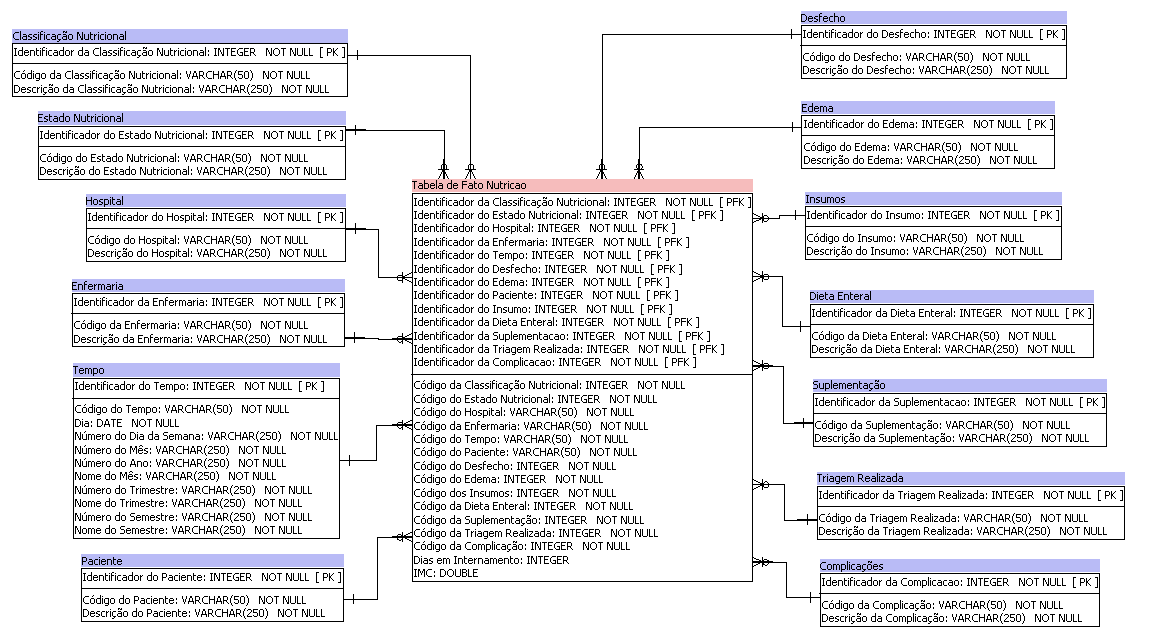 Classificação Nutricional
Identificador da Classificação Nutricional: INTEGER NOT NULL [ PK ]
Código da Classificação Nutricional: VARCHAR(50) NOT NULL
Descrição da Classificação Nutricional: VARCHAR(250) NOT NULL
Estado Nutricional
Identificador do Estado Nutricional: INTEGER NOT NULL [ PK ]
Código do Estado Nutricional: VARCHAR(50) NOT NULL
Descrição do Estado Nutricional: VARCHAR(250) NOT NULL
Hospital
Identificador do Hospital: INTEGER NOT NULL [ PK ]
Código do Hospital: VARCHAR(50) NOT NULL
Descrição do Hospital: VARCHAR(250) NOT NULL
Enfermaria
Identificador da Enfermaria: INTEGER NOT NULL [ PK ]
Código da Enfermaria: VARCHAR(50) NOT NULL
Descrição da Enfermaria: VARCHAR(250) NOT NULL
Tempo
Identificador do Tempo: INTEGER NOT NULL [ PK ]
Código do Tempo: VARCHAR(50) NOT NULL
Dia: DATE NOT NULL
Número do Dia da Semana: VARCHAR(250) NOT NULL
Número do Mês: VARCHAR(250) NOT NULL
Número do Ano: VARCHAR(250) NOT NULL
Nome do Mês: VARCHAR(250) NOT NULL
Número do Trimestre: VARCHAR(250) NOT NULL
Nome do Trimestre: VARCHAR(250) NOT NULL
Número do Semestre: VARCHAR(250) NOT NULL
Nome do Semestre: VARCHAR(250) NOT NULL
Paciente
Identificador do Paciente: INTEGER NOT NULL [ PK ]
Código do Paciente: VARCHAR(50) NOT NULL
Descrição do Paciente: VARCHAR(250) NOT NULL
Tabela de Fato Nutricao
Identificador da Classificação Nutricional: INTEGER NOT NULL [ PFK ]
Identificador do Estado Nutricional: INTEGER NOT NULL [ PFK ]
Identificador do Hospital: INTEGER NOT NULL [ PFK ]
Identificador da Enfermaria: INTEGER NOT NULL [ PFK ]
Identificador do Tempo: INTEGER NOT NULL [ PFK ]
Identificador do Desfecho: INTEGER NOT NULL [ PFK ]
Identificador do Edema: INTEGER NOT NULL [ PFK ]
Identificador do Paciente: INTEGER NOT NULL [ PFK ]
Identificador do Insumo: INTEGER NOT NULL [ PFK ]
Identificador da Dieta Enteral: INTEGER NOT NULL [ PFK ]
Identificador da Suplementacao: INTEGER NOT NULL [ PFK ]
Identificador da Triagem Realizada: INTEGER NOT NULL [ PFK ]
Identificador da Complicacao: INTEGER NOT NULL [ PFK ]
Código da Classificação Nutricional: INTEGER NOT NULL
Código do Estado Nutricional: INTEGER NOT NULL
Código do Hospital: VARCHAR(50) NOT NULL
Código da Enfermaria: VARCHAR(50) NOT NULL
Código do Tempo: VARCHAR(50) NOT NULL
Código do Paciente: VARCHAR(50) NOT NULL
Código do Desfecho: INTEGER NOT NULL
Código do Edema: INTEGER NOT NULL
Código dos Insumos: INTEGER NOT NULL
Código da Dieta Enteral: INTEGER NOT NULL
Código da Suplementação: INTEGER NOT NULL
Código da Triagem Realizada: INTEGER NOT NULL
Código da Complicação: INTEGER NOT NULL
Dias em Internamento: INTEGER
IMC: DOUBLE
Desfecho
Identificador do Desfecho: INTEGER NOT NULL [ PK ]
Código do Desfecho: VARCHAR(50) NOT NULL
Descrição do Desfecho: VARCHAR(250) NOT NULL
Edema
Identificador do Edema: INTEGER NOT NULL [ PK ]
Código do Edema: VARCHAR(50) NOT NULL
Descrição do Edema: VARCHAR(250) NOT NULL
Insumos
Identificador do Insumo: INTEGER NOT NULL [ PK ]
Código do Insumo: VARCHAR(50) NOT NULL
Descrição do Insumo: VARCHAR(250) NOT NULL
Dieta Enteral
Identificador da Dieta Enteral: INTEGER NOT NULL [ PK ]
Código da Dieta Enteral: VARCHAR(50) NOT NULL
Descrição da Dieta Enteral: VARCHAR(250) NOT NULL
Suplementação
Identificador da Suplementacao: INTEGER NOT NULL [ PK ]
Código da Suplementação: VARCHAR(50) NOT NULL
Descrição da Suplementação: VARCHAR(250) NOT NULL
Triagem Realizada
Identificador da Triagem Realizada: INTEGER NOT NULL [ PK ]
Código da Triagem Realizada: VARCHAR(50) NOT NULL
Descrição da Triagem Realizada: VARCHAR(250) NOT NULL
Complicações
Identificador da Complicacao: INTEGER NOT NULL [ PK ]
Código da Complicação: VARCHAR(50) NOT NULL
Descrição da Complicação: VARCHAR(250) NOT NULL